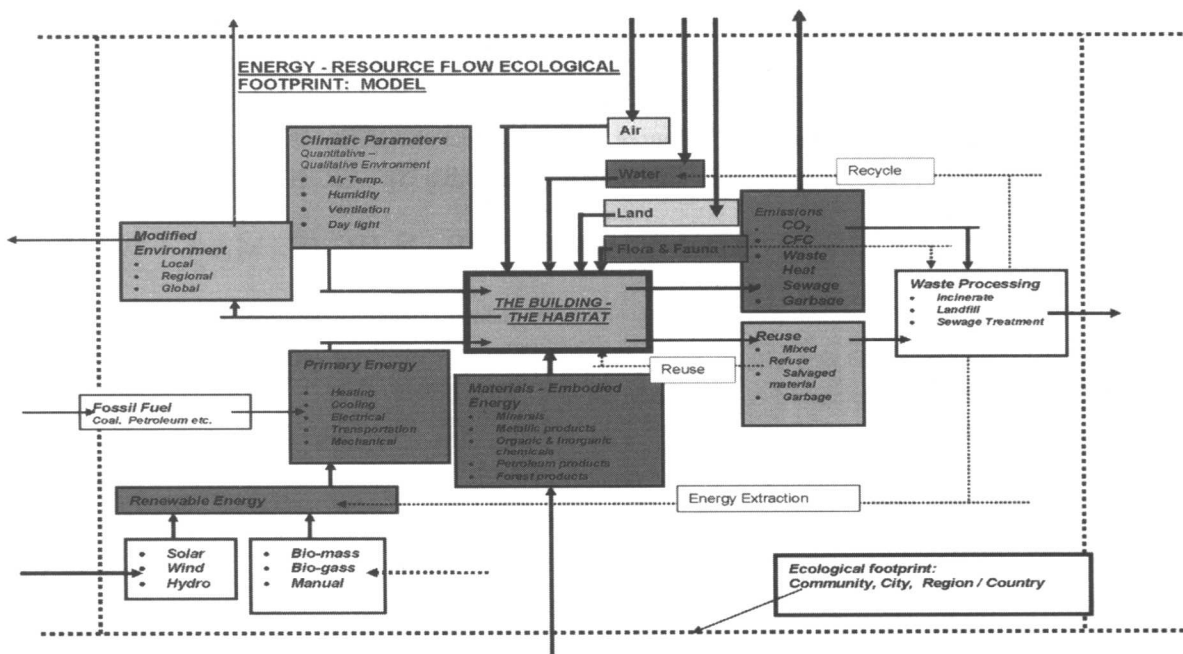 ENERGY - RESOURCE FLOW ECOLOGICAL
FOOTPRINT: MODEL
Climatic Parameters
Quantitative –
Qualitative Environment
• Air Temp.
• Humidity
• Ventilation
• Day light
Modified
Environment
• Local
• Regional
• Global
Air
Water
Land
Flora & Fauna
Recycle
Emissions
• CO₂
• CFC
• Waste
Heat
• Sewage
• Garbage
Waste Processing
• Incinerate
• Landfill
• Sewage Treatment
THE BUILDING -
THE HABITAT
Reuse
• Mixed
Refuse
• Salvaged
material
• Garbage
Reuse
Primary Energy
• Heating
• Cooling
• Electrical
• Transportation
• Mechanical
Materials - Embodied
Energy
• Minerals
• Metallic products
• Organic & Inorganic
chemicals
• Petroleum products
• Forest products
Fossil Fuel
Coal, Petroleum etc.
Renewable Energy
Energy Extraction
• Solar
• Wind
• Hydro
• Bio-mass
• Bio-gass
• Manual
Ecological footprint:
Community, City, Region / Country